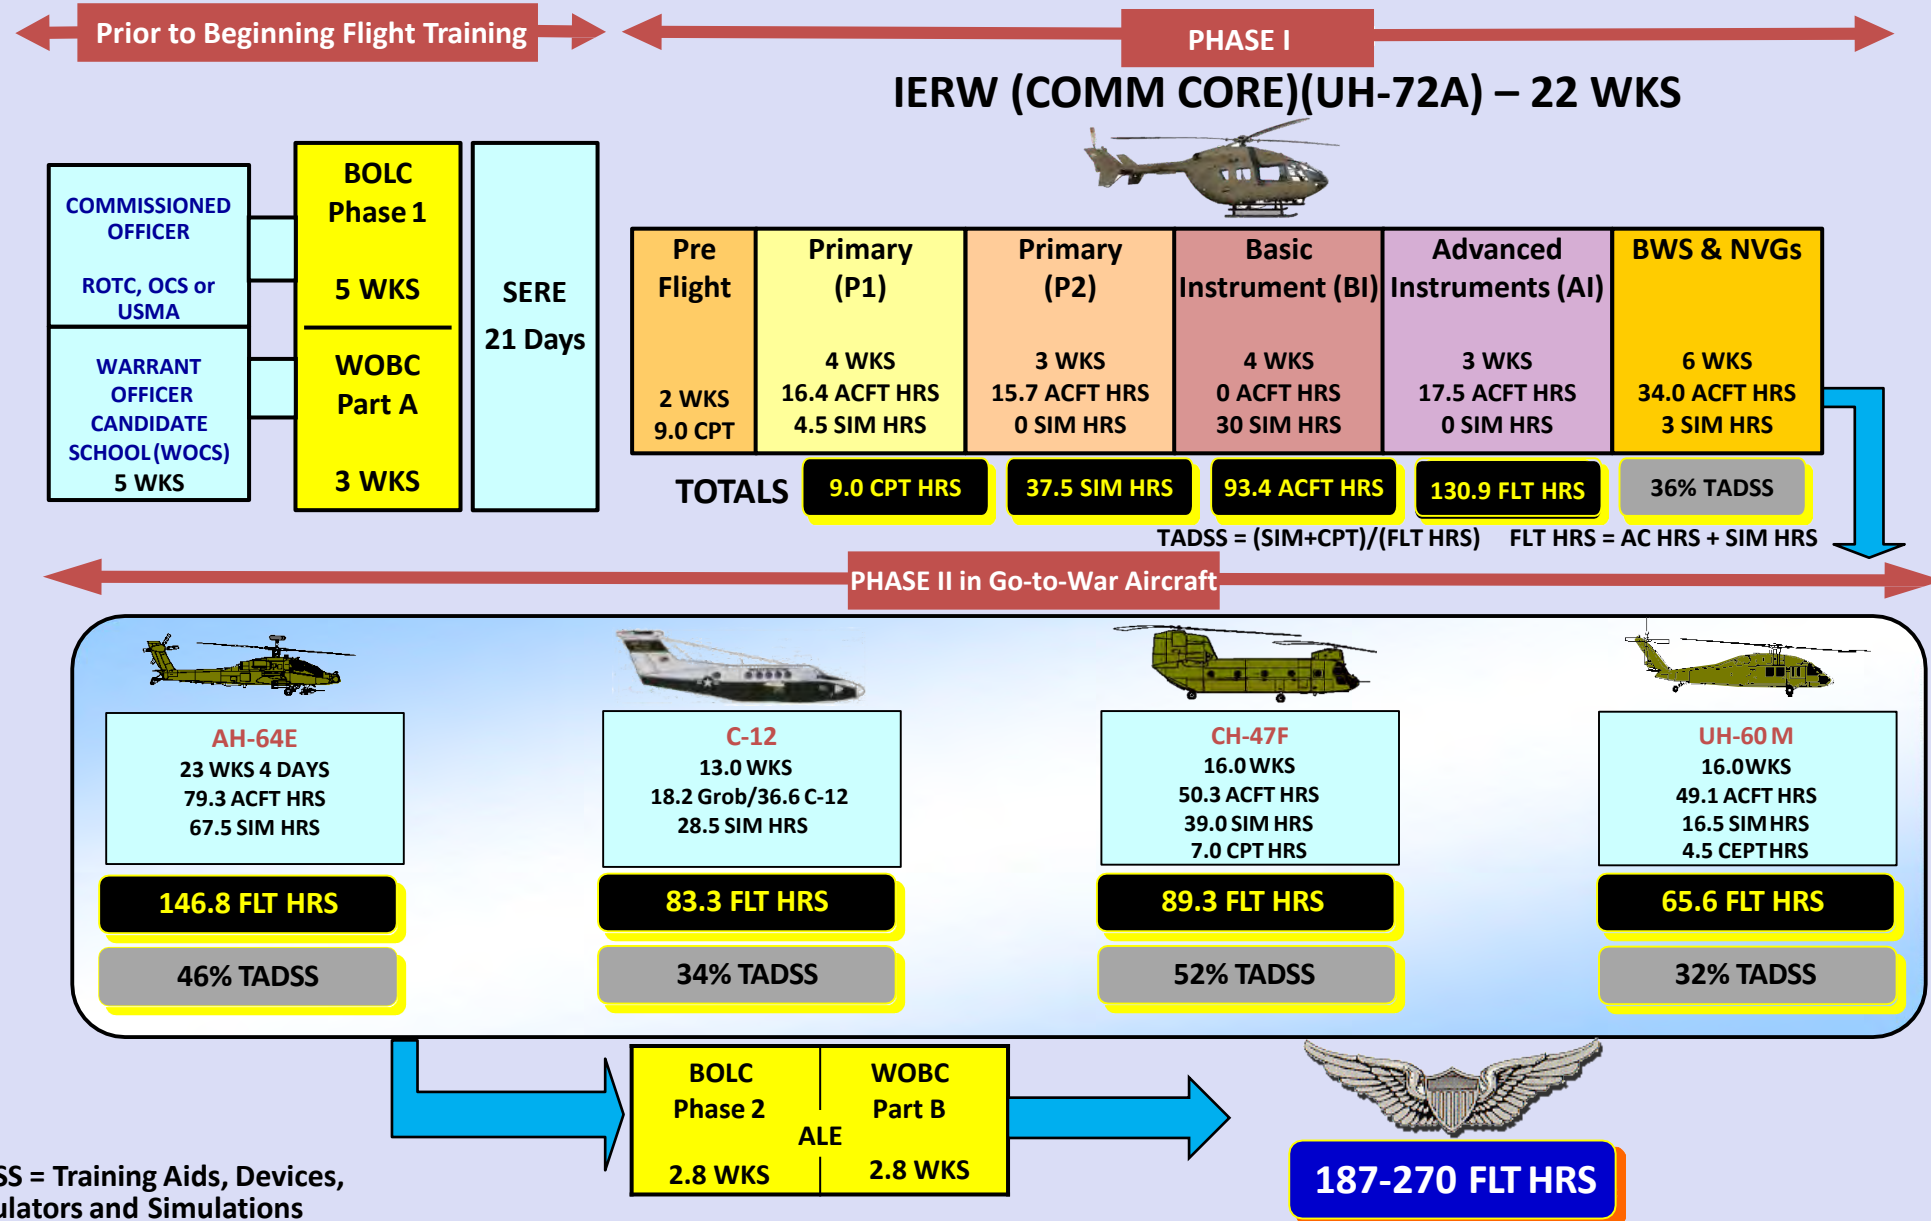 Prior to Beginning Flight Training
PHASE I
IERW (COMM CORE)(UH-72A) – 22 WKS
COMMISSIONED
OFFICER
ROTC, OCS or
USMA
WARRANT
OFFICER
CANDIDATE
SCHOOL (WOCS)
5 WKS
BOLC
Phase 1
5 WKS
WOBC
Part A
3 WKS
SERE
21 Days
Pre
Flight
2 WKS
9.0 CPT
Primary
(P1)
4 WKS
16.4 ACFT HRS
4.5 SIM HRS
Primary
(P2)
3 WKS
15.7 ACFT HRS
0 SIM HRS
Basic
Instrument (BI)
4 WKS
0 ACFT HRS
30 SIM HRS
Advanced
Instruments (AI)
3 WKS
17.5 ACFT HRS
0 SIM HRS
BWS & NVGs
6 WKS
34.0 ACFT HRS
3 SIM HRS
TOTALS
9.0 CPT HRS
37.5 SIM HRS
93.4 ACFT HRS
130.9 FLT HRS
36% TADSS
TADSS = (SIM+CPT)/(FLT HRS) FLT HRS = AC HRS + SIM HRS
PHASE II in Go-to-War Aircraft
AH-64E
23 WKS 4 DAYS
79.3 ACFT HRS
67.5 SIM HRS
146.8 FLT HRS
46% TADSS
C-12
13.0 WKS
18.2 Grob/36.6 C-12
28.5 SIM HRS
83.3 FLT HRS
34% TADSS
CH-47F
16.0 WKS
50.3 ACFT HRS
39.0 SIM HRS
7.0 CPT HRS
89.3 FLT HRS
52% TADSS
UH-60 M
16.0 WKS
49.1 ACFT HRS
16.5 SIM HRS
4.5 CEPT HRS
65.6 FLT HRS
32% TADSS
BOLC
Phase 2
2.8 WKS
ALE
WOBC
Part B
2.8 WKS
187-270 FLT HRS
SS = Training Aids, Devices,
ulators and Simulations